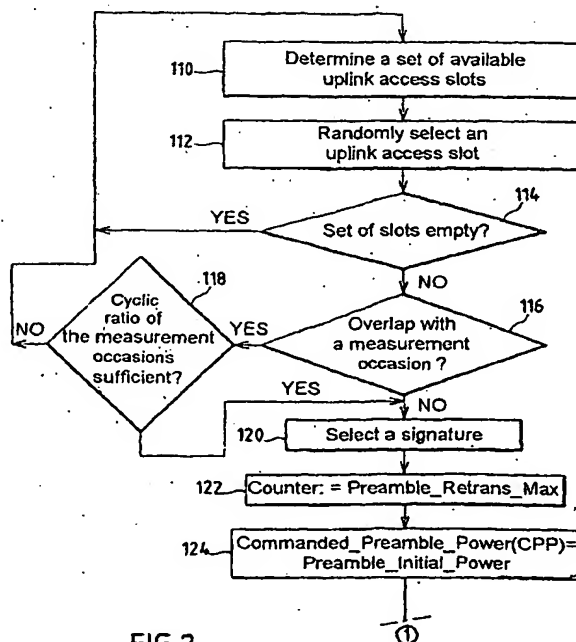 110
Determine a set of available
uplink access slots
112
Randomly select an
uplink access slot
114
YES
Set of slots empty?
118
NO
116
Cyclic
ratio of
the measurement
occasions
sufficient?
NO
YES
Overlap with
a measurement
occasion ?
YES
NO
120
Select a signature
122
Counter: = Preamble_Retrans_Max
124
Commanded_Preamble_Power(CPP)=
Preamble_Initial_Power
1